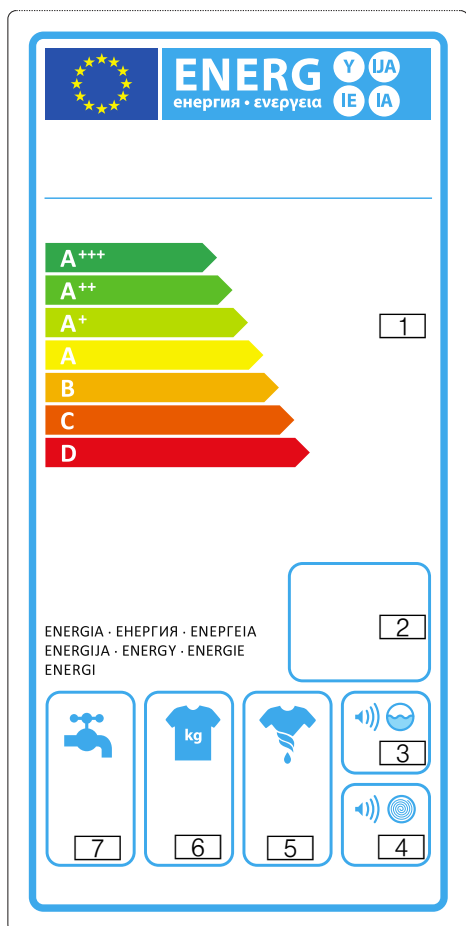 ENERG Y IJA
енергия · ενεργεια IE IA
A+++
A++
A+
1
A
B
C
D
2
ENERGIA · ЕНЕРГИЯ · ΕΝΕΡΓΕΙΑ
ENERGIJA · ENERGY · ENERGIE
ENERGI
kg
3
7
6
5
4